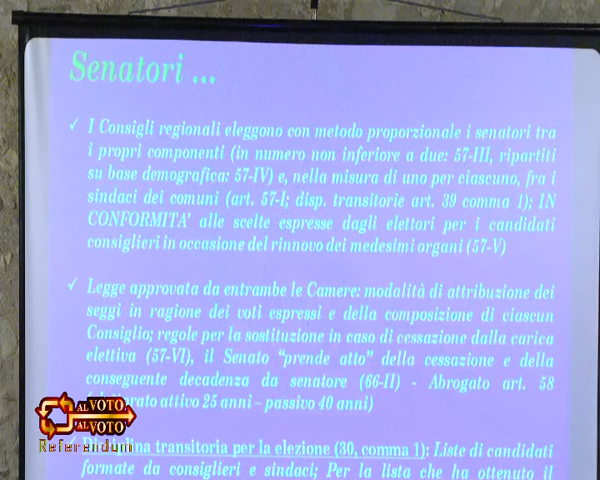 Senatori ...
✓ I Consigli regionali eleggono con metodo proporzionale i senatori tra
i propri componenti (in numero non inferiore a due: 57-III, ripartiti
su base demografica: 57-IV) e, nella misura di uno per ciascuno, fra i
sindaci dei comuni (art. 57-I; disp. transitorie art. 39 comma 1); IN
CONFORMITA' alle scelte espresse dagli elettori per i candidati
consiglieri in occasione del rinnovo dei medesimi organi (57-V)
✓ Legge approvata da entrambe le Camere: modalità di attribuzione dei
seggi in ragione dei voti espressi e della composizione di ciascun
Consiglio; regole per la sostituzione in caso di cessazione dalla carica
elettiva (57-VI), il Senato "prende atto" della cessazione e della
conseguente decadenza da senatore (66-II) - Abrogato art. 58
attivo 25 anni – passivo 40 anni)
transitoria per la elezione (30, comma 1): Liste di candidati
formate da consiglieri e sindaci; Per la lista che ha ottenuto il
AL VOTO
AL VOTO
Referendum